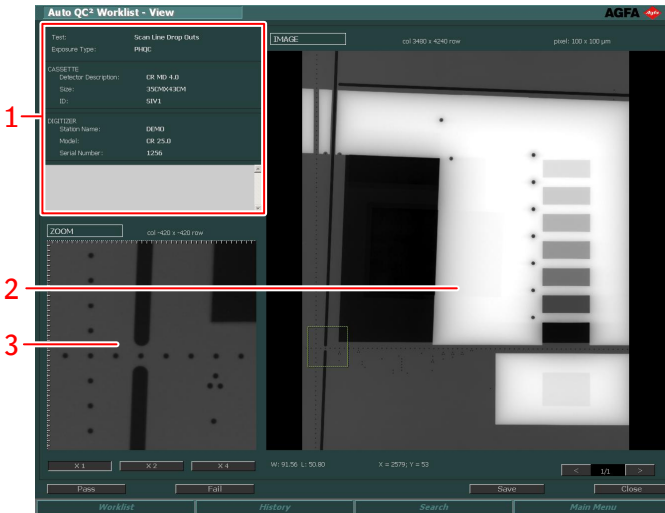 Auto QC² Worklist - View
AGFA Agfa
Test: Scan Line Drop Outs
Exposure Type: PHQC
CASSETTE
Detector Description: CR MD 4.0
Size: 35CMX43CM
ID: SIV1
DIGITIZER
Station Name: DEMO
Model: CR 25.0
Serial Number: 1256
1
IMAGE col 3480 x 4240 row pixel: 100 x 100 µm
ZOOM col -420 x -420 row
2
3
X 1 X 2 X 4
W: 91.56 L: 50.80 X = 2579; Y = 53
< 1/1 >
Pass Fail Save Close
Worklist History Search Main Menu